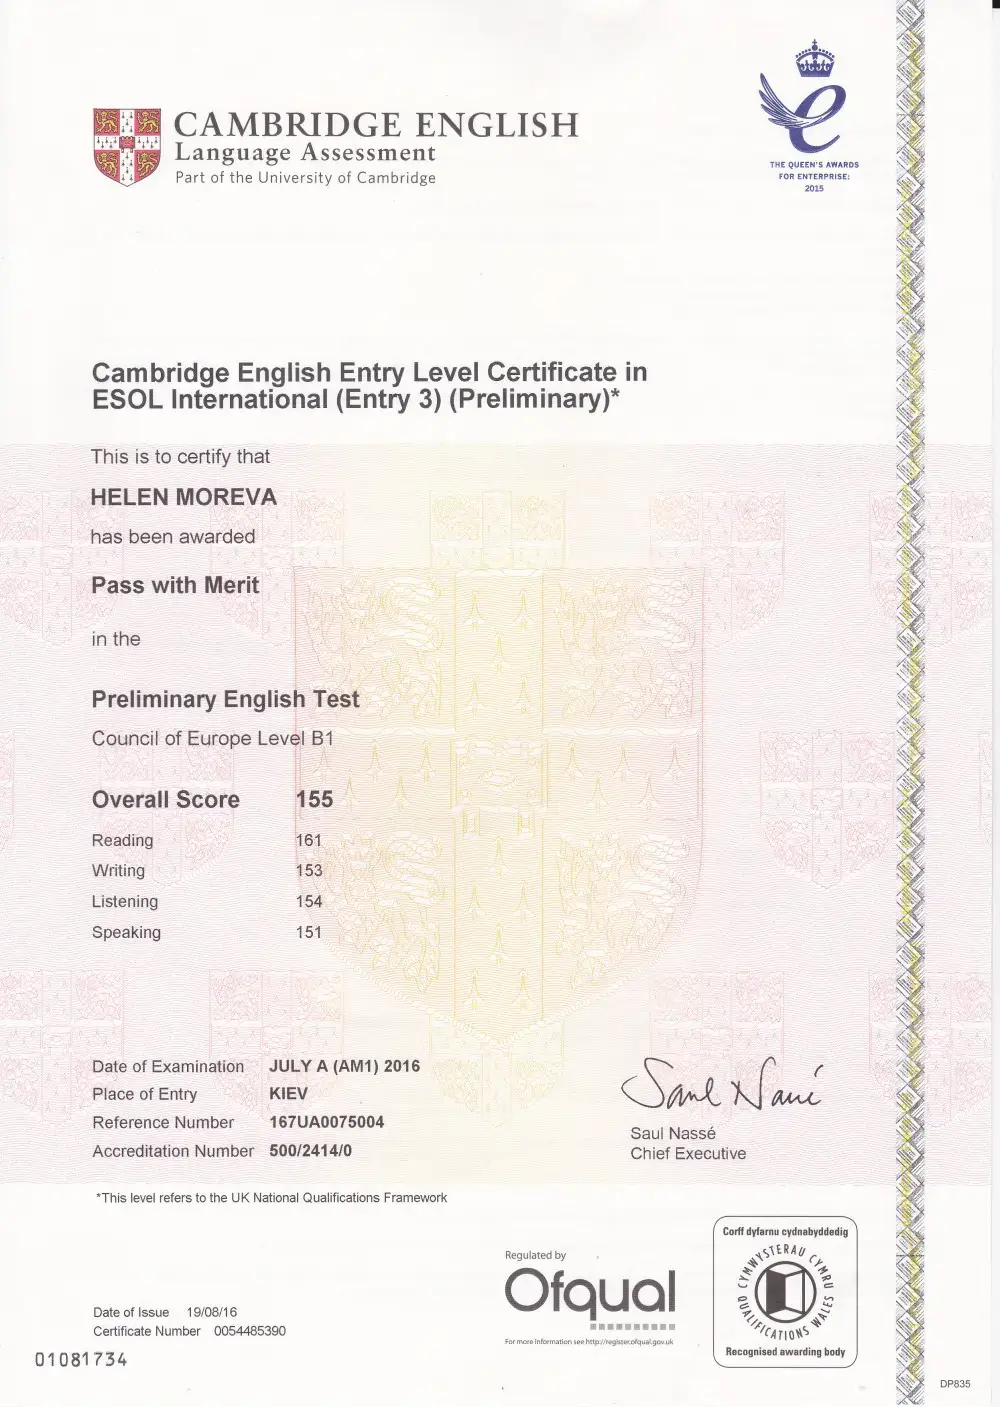 CAMBRIDGE ENGLISH
Language Assessment
Part of the University of Cambridge
THE QUEEN'S AWARDS
FOR ENTERPRISE:
2015
Cambridge English Entry Level Certificate in
ESOL International (Entry 3) (Preliminary)*
This is to certify that
HELEN MOREVA
has been awarded
Pass with Merit
in the
Preliminary English Test
Council of Europe Level B1
Overall Score 155
Reading 161
Writing 153
Listening 154
Speaking 151
Date of Examination JULY A (AM1) 2016
Place of Entry KIEV
Reference Number 167UA0075004
Accreditation Number 500/2414/0
Saul Nassé
Saul Nassé
Chief Executive
*This level refers to the UK National Qualifications Framework
Regulated by
Ofqual
For more information see http://register.ofqual.gov.uk
Corff dyfarnu cydnabyddedig
CYMWYSTERAU CYMRU
QUALIFICATIONS WALES
Recognised awarding body
Date of Issue 19/08/16
Certificate Number 0054485390
01081734
DP835